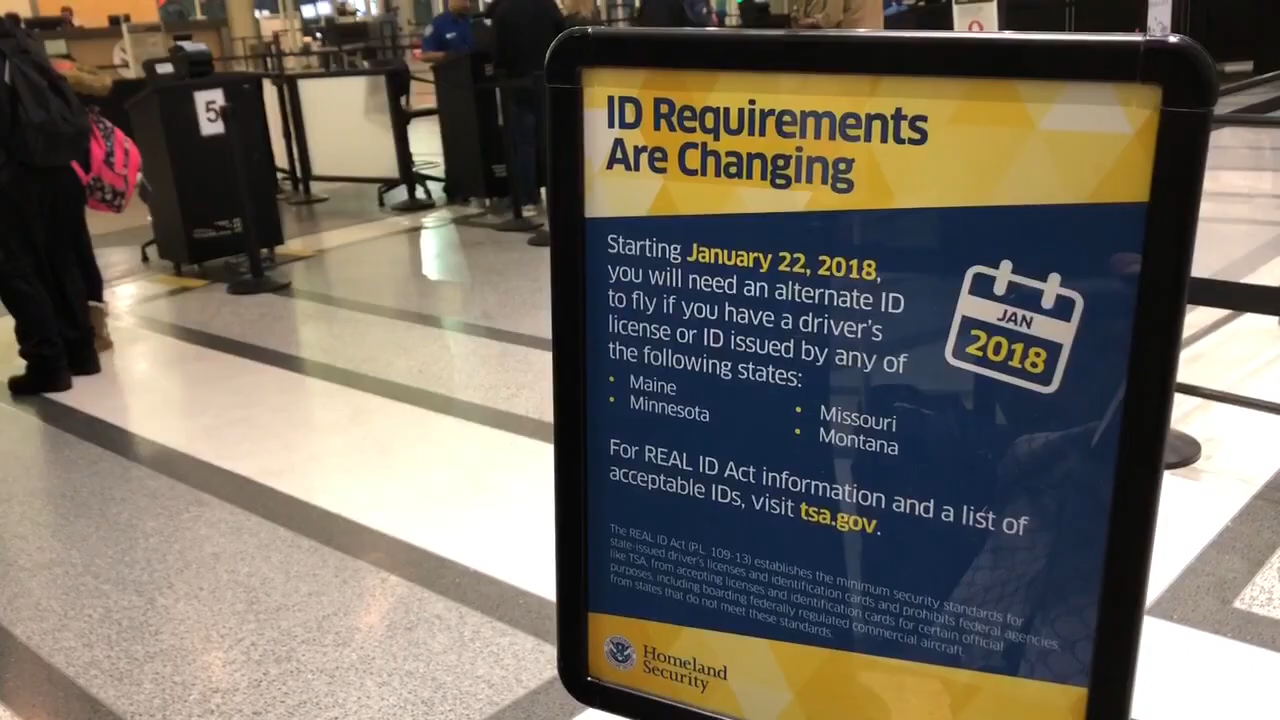 5
ID Requirements
Are Changing
Starting January 22, 2018,
you will need an alternate ID
to fly if you have a driver's
license or ID issued by any of
the following states:
• Maine
• Minnesota
• Missouri
• Montana
JAN
2018
For REAL ID Act information and a list of
acceptable IDs, visit tsa.gov.
The REAL ID Act (P.L. 109-13) establishes the minimum security standards for
state-issued driver's licenses and identification cards and prohibits federal agencies,
like TSA, from accepting licenses and identification cards for certain official
purposes, including boarding federally regulated commercial aircraft,
from states that do not meet these standards.
Homeland
Security